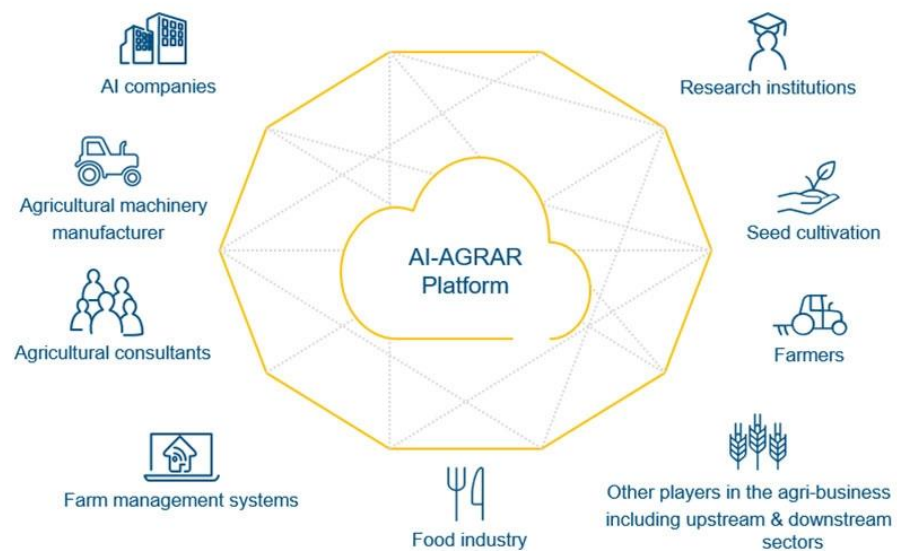 AI companies
Research institutions
Agricultural machinery
manufacturer
Seed cultivation
AI-AGRAR
Platform
Agricultural consultants
Farmers
Farm management systems
Food industry
Other players in the agri-business
including upstream & downstream
sectors